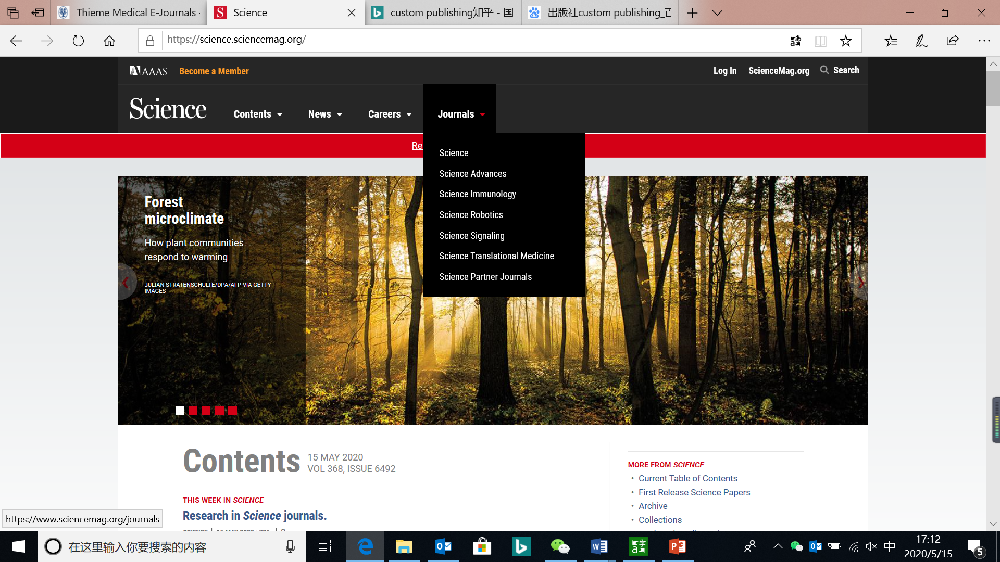 Thieme Medical E-Journals
Science
custom publishing知乎 - 国
出版社custom publishing_百
https://science.sciencemag.org/
AAAS
Become a Member
Log In
ScienceMag.org
Search
Science
Contents
News
Careers
Journals
Re
Science
Science Advances
Science Immunology
Science Robotics
Science Signaling
Science Translational Medicine
Science Partner Journals
Forest
microclimate
How plant communities
respond to warming
JULIAN STRATENSCHULTE/DPA/AFP VIA GETTY
IMAGES
Contents
15 MAY 2020
VOL 368, ISSUE 6492
THIS WEEK IN SCIENCE
Research in Science journals.
MORE FROM SCIENCE
• Current Table of Contents
• First Release Science Papers
• Archive
• Collections
https://www.sciencemag.org/journals
在这里输入你要搜索的内容
中
17:12
2020/5/15
5